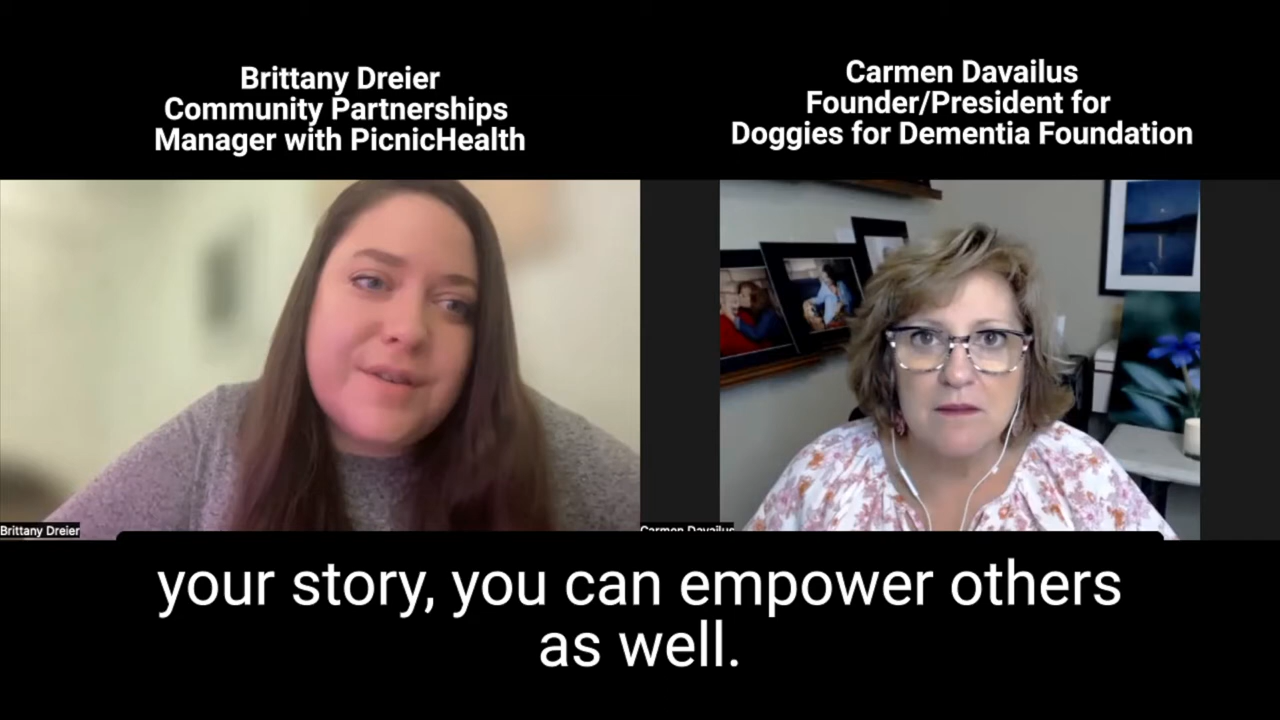 Brittany Dreier
Community Partnerships
Manager with PicnicHealth
Carmen Davailus
Founder/President for
Doggies for Dementia Foundation
Brittany Dreier
Carmen Davailus
your story, you can empower others
as well.